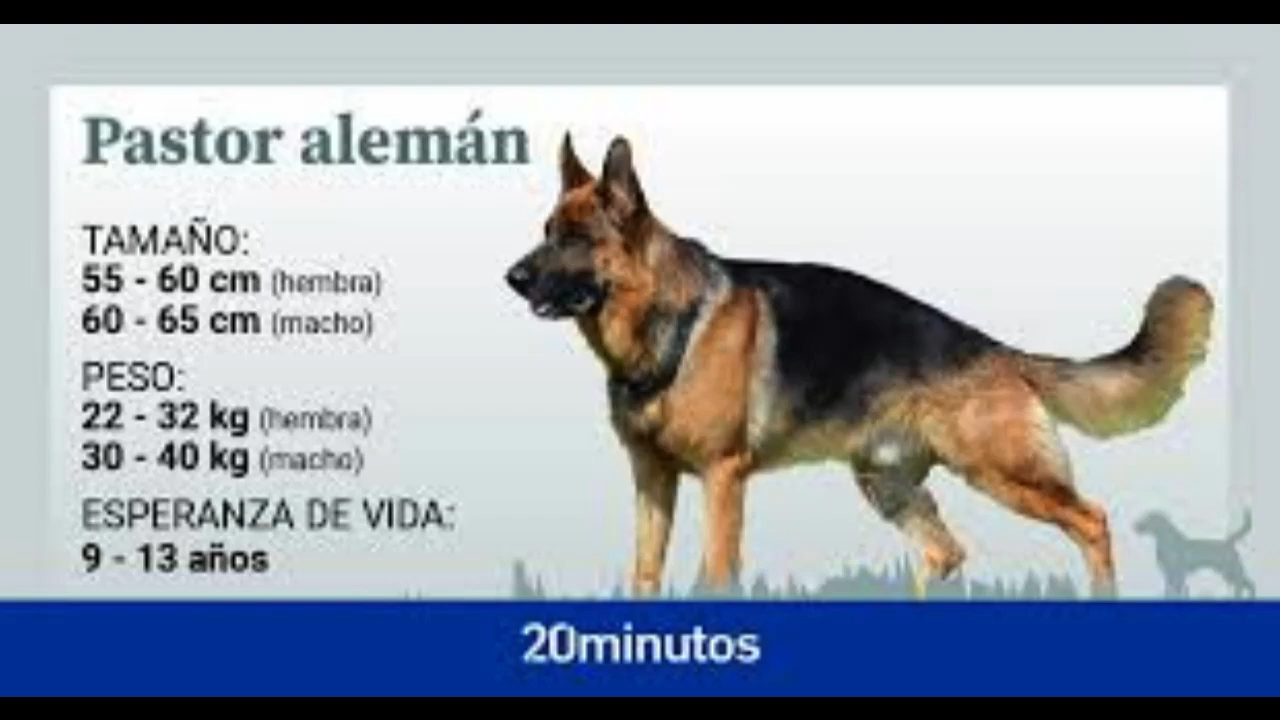 Pastor alemán
TAMAÑO:
55 - 60 cm (hembra)
60 - 65 cm (macho)
PESO:
22 - 32 kg (hembra)
30 - 40 kg (macho)
ESPERANZA DE VIDA:
9 - 13 años
20minutos